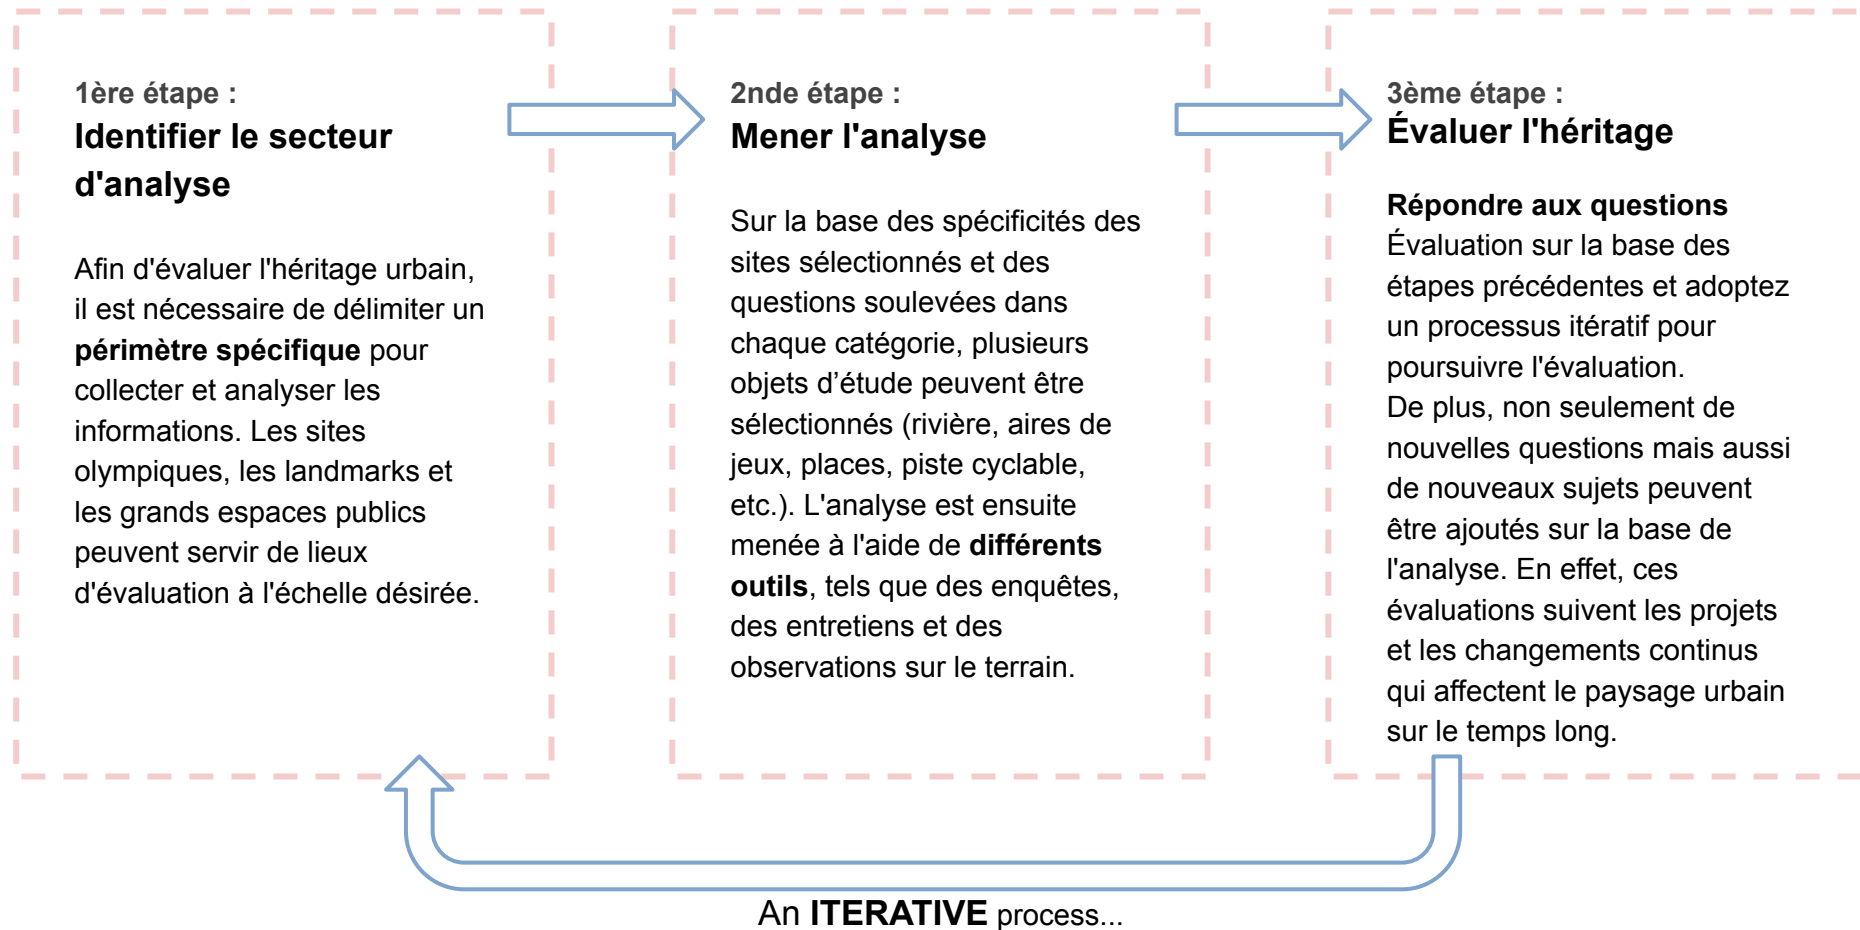 1ère étape :
Identifier le secteur
d'analyse
Afin d'évaluer l'héritage urbain,
il est nécessaire de délimiter un
périmètre spécifique pour
collecter et analyser les
informations. Les sites
olympiques, les landmarks et
les grands espaces publics
peuvent servir de lieux
d'évaluation à l'échelle désirée.
2nde étape :
Mener l'analyse
Sur la base des spécificités des
sites sélectionnés et des
questions soulevées dans
chaque catégorie, plusieurs
objets d’étude peuvent être
sélectionnés (rivière, aires de
jeux, places, piste cyclable,
etc.). L'analyse est ensuite
menée à l'aide de différents
outils, tels que des enquêtes,
des entretiens et des
observations sur le terrain.
3ème étape :
Évaluer l'héritage
Répondre aux questions
Évaluation sur la base des
étapes précédentes et adoptez
un processus itératif pour
poursuivre l'évaluation.
De plus, non seulement de
nouvelles questions mais aussi
de nouveaux sujets peuvent
être ajoutés sur la base de
l'analyse. En effet, ces
évaluations suivent les projets
et les changements continus
qui affectent le paysage urbain
sur le temps long.
An ITERATIVE process...